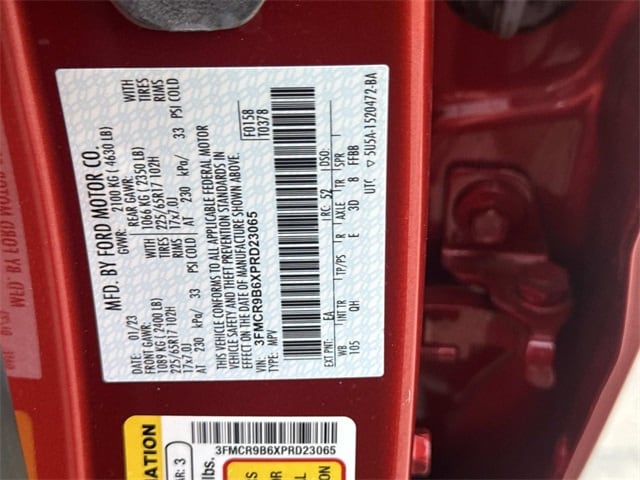 MFD. BY FORD MOTOR CO.
DATE: 01/23 GVWR: 2100 KG ( 4630 LB)
FRONT GAWR: REAR GAWR:
1089 KG ( 2400 LB) 1066 KG ( 2350 LB) WITH
225/65R17 102H 225/65R17 102H TIRES
17x7.0J 17x7.0J RIMS
AT 230 kPa/ 33 PSI COLD AT 230 kPa/ 33 PSI COLD
WITH
TIRES
RIMS
THIS VEHICLE CONFORMS TO ALL APPLICABLE FEDERAL MOTOR
VEHICLE SAFETY AND THEFT PREVENTION STANDARDS IN
EFFECT ON THE DATE OF MANUFACTURE SHOWN ABOVE.
VIN: 3FMCR9B6XPRD23065
TYPE: MPV
F0158
T0378
EXT PNT: EA RC: 52 DSO:
WB INT TR TP/PS R AXLE TR SPR
105 QH E 3D 8 FFBB
UTC ▽ 5U5A-1520472-BA
3FMCR9B6XPRD23065